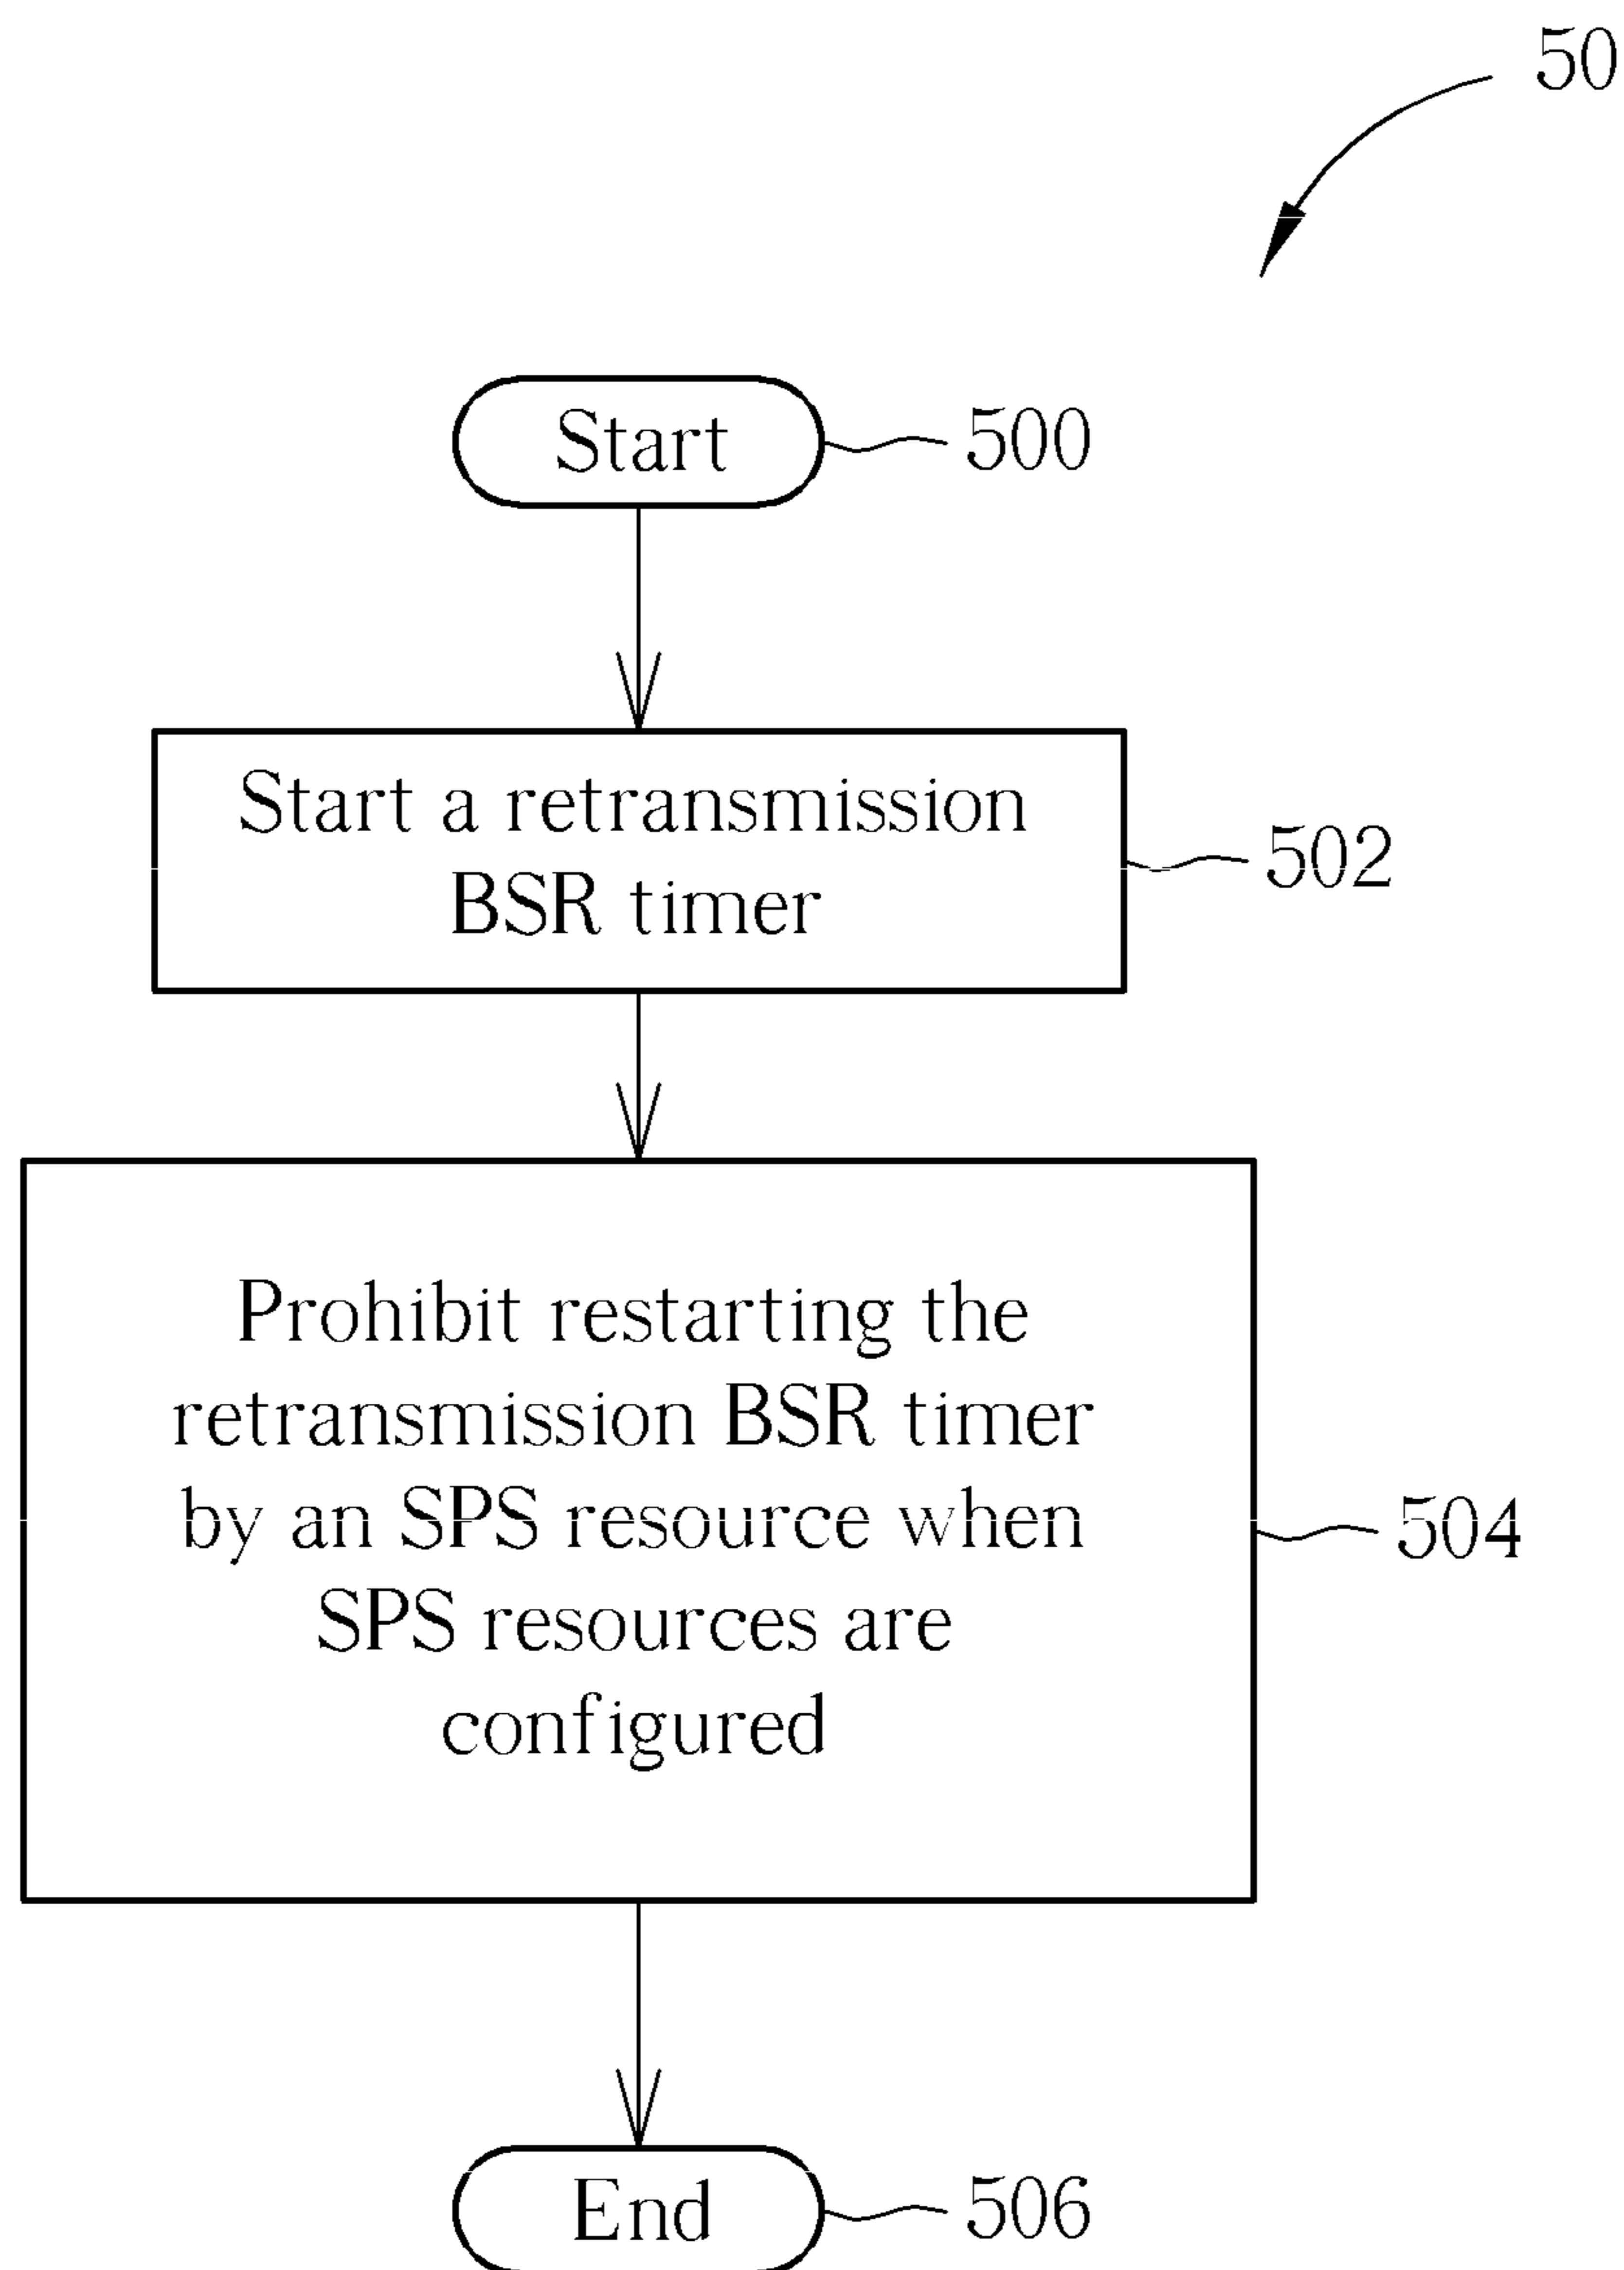 50
Start
500
Start a retransmission
BSR timer
502
Prohibit restarting the
retransmission BSR timer
by an SPS resource when
SPS resources are
configured
504
End
506